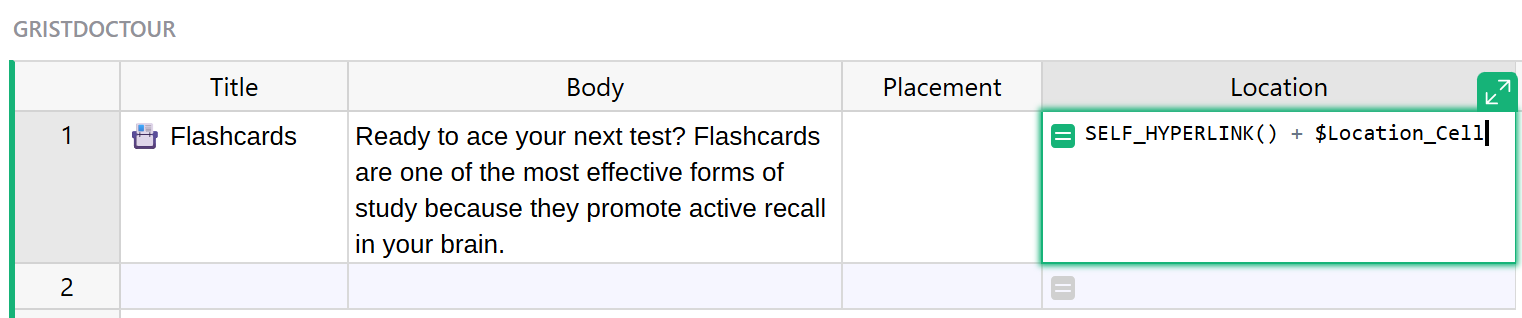 GRISTDOCTOUR
Title Body Placement Location
1 Flashcards Ready to ace your next test? Flashcards SELF_HYPERLINK() + $Location_Cell
are one of the most effective forms of
study because they promote active recall
in your brain.
2